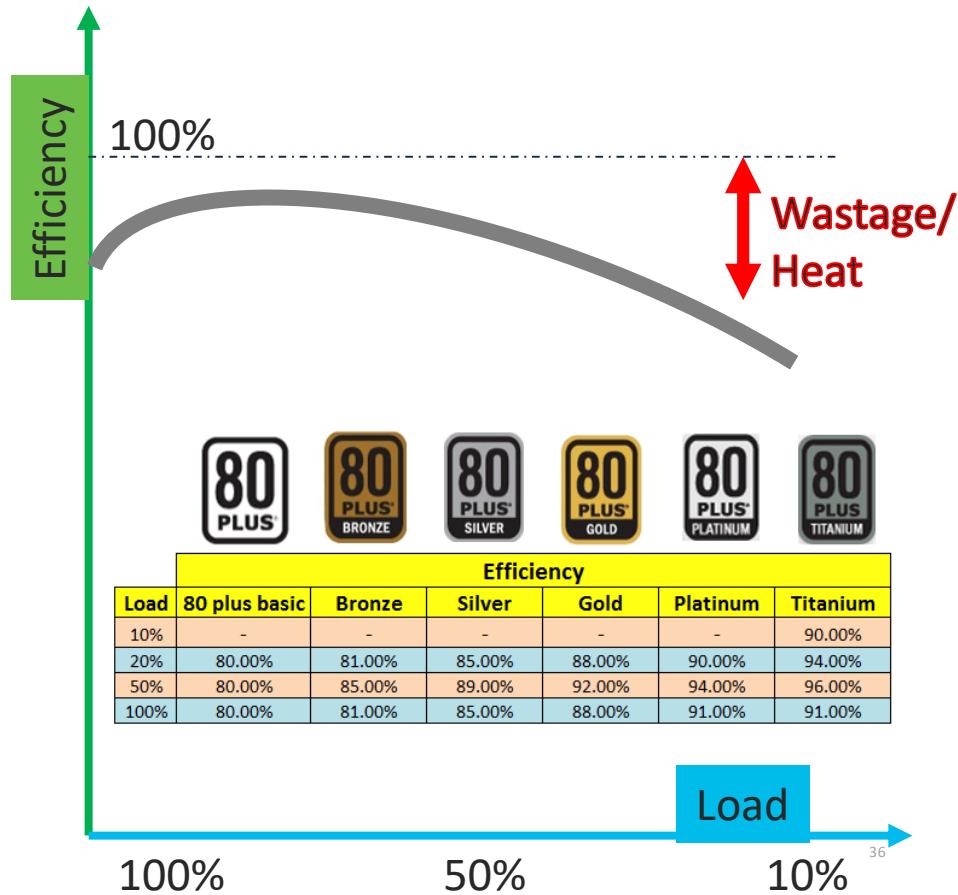 Efficiency
100%
Wastage/
Heat
80
PLUS®
80
PLUS®
BRONZE
80
PLUS®
SILVER
80
PLUS®
GOLD
80
PLUS®
PLATINUM
80
PLUS
TITANIUM
Efficiency
Load 80 plus basic Bronze Silver Gold Platinum Titanium
10% - - - - - 90.00%
20% 80.00% 81.00% 85.00% 88.00% 90.00% 94.00%
50% 80.00% 85.00% 89.00% 92.00% 94.00% 96.00%
100% 80.00% 81.00% 85.00% 88.00% 91.00% 91.00%
Load
36
100% 50% 10%